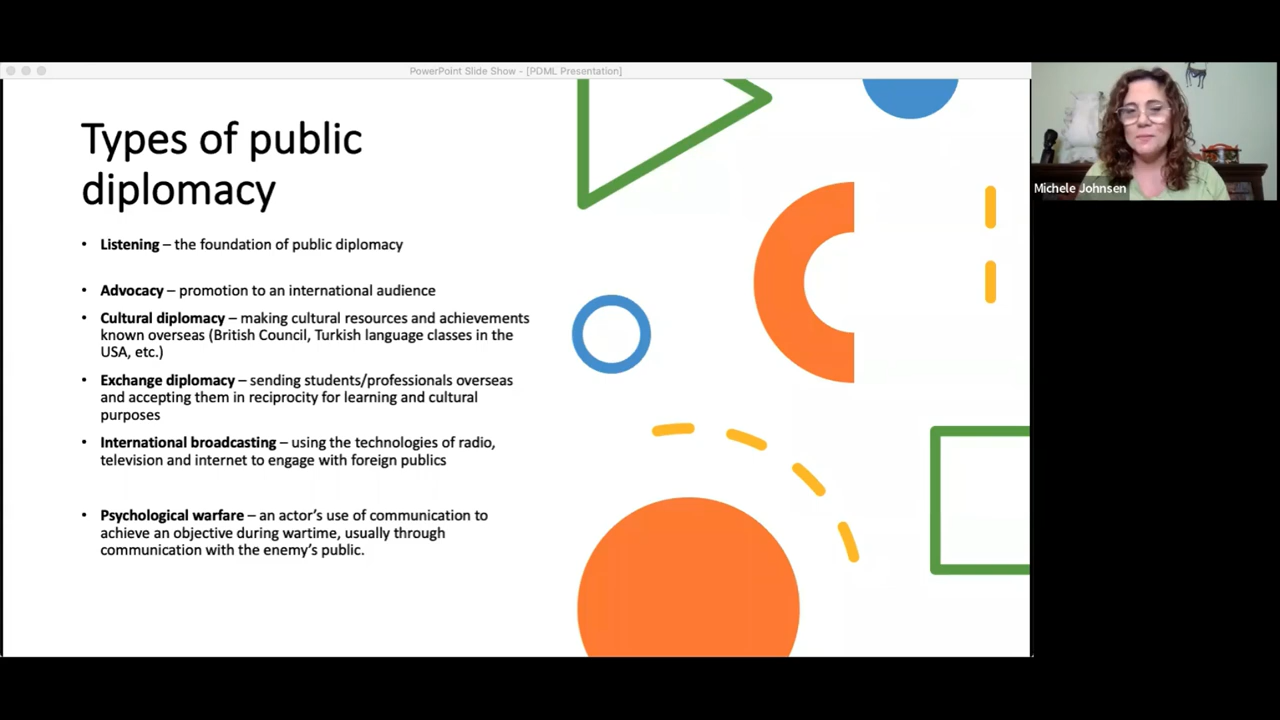 PowerPoint Slide Show - [PDML Presentation]
Types of public
diplomacy
• Listening – the foundation of public diplomacy
• Advocacy – promotion to an international audience
• Cultural diplomacy – making cultural resources and achievements
known overseas (British Council, Turkish language classes in the
USA, etc.)
• Exchange diplomacy – sending students/professionals overseas
and accepting them in reciprocity for learning and cultural
purposes
• International broadcasting – using the technologies of radio,
television and internet to engage with foreign publics
• Psychological warfare – an actor’s use of communication to
achieve an objective during wartime, usually through
communication with the enemy’s public.
Michele Johnsen